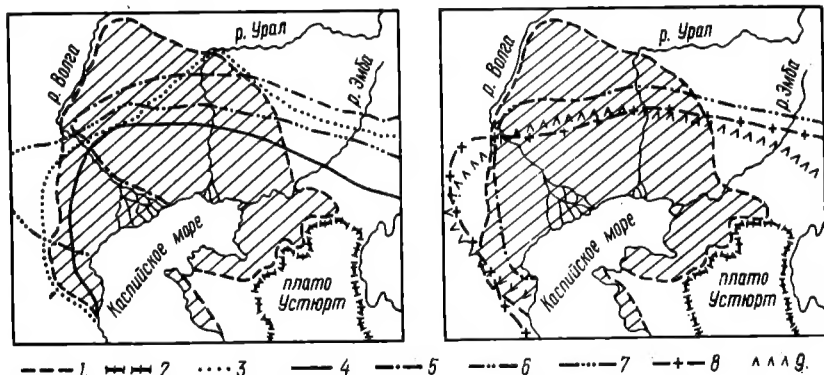 р. Волга
р. Урал
р. Эмба
Каспийское море
плато
Устюрт
р. Волга
р. Урал
р. Эмба
Каспийское море
плато
Устюрт
1 2 3 4 5 6 7 8 9.